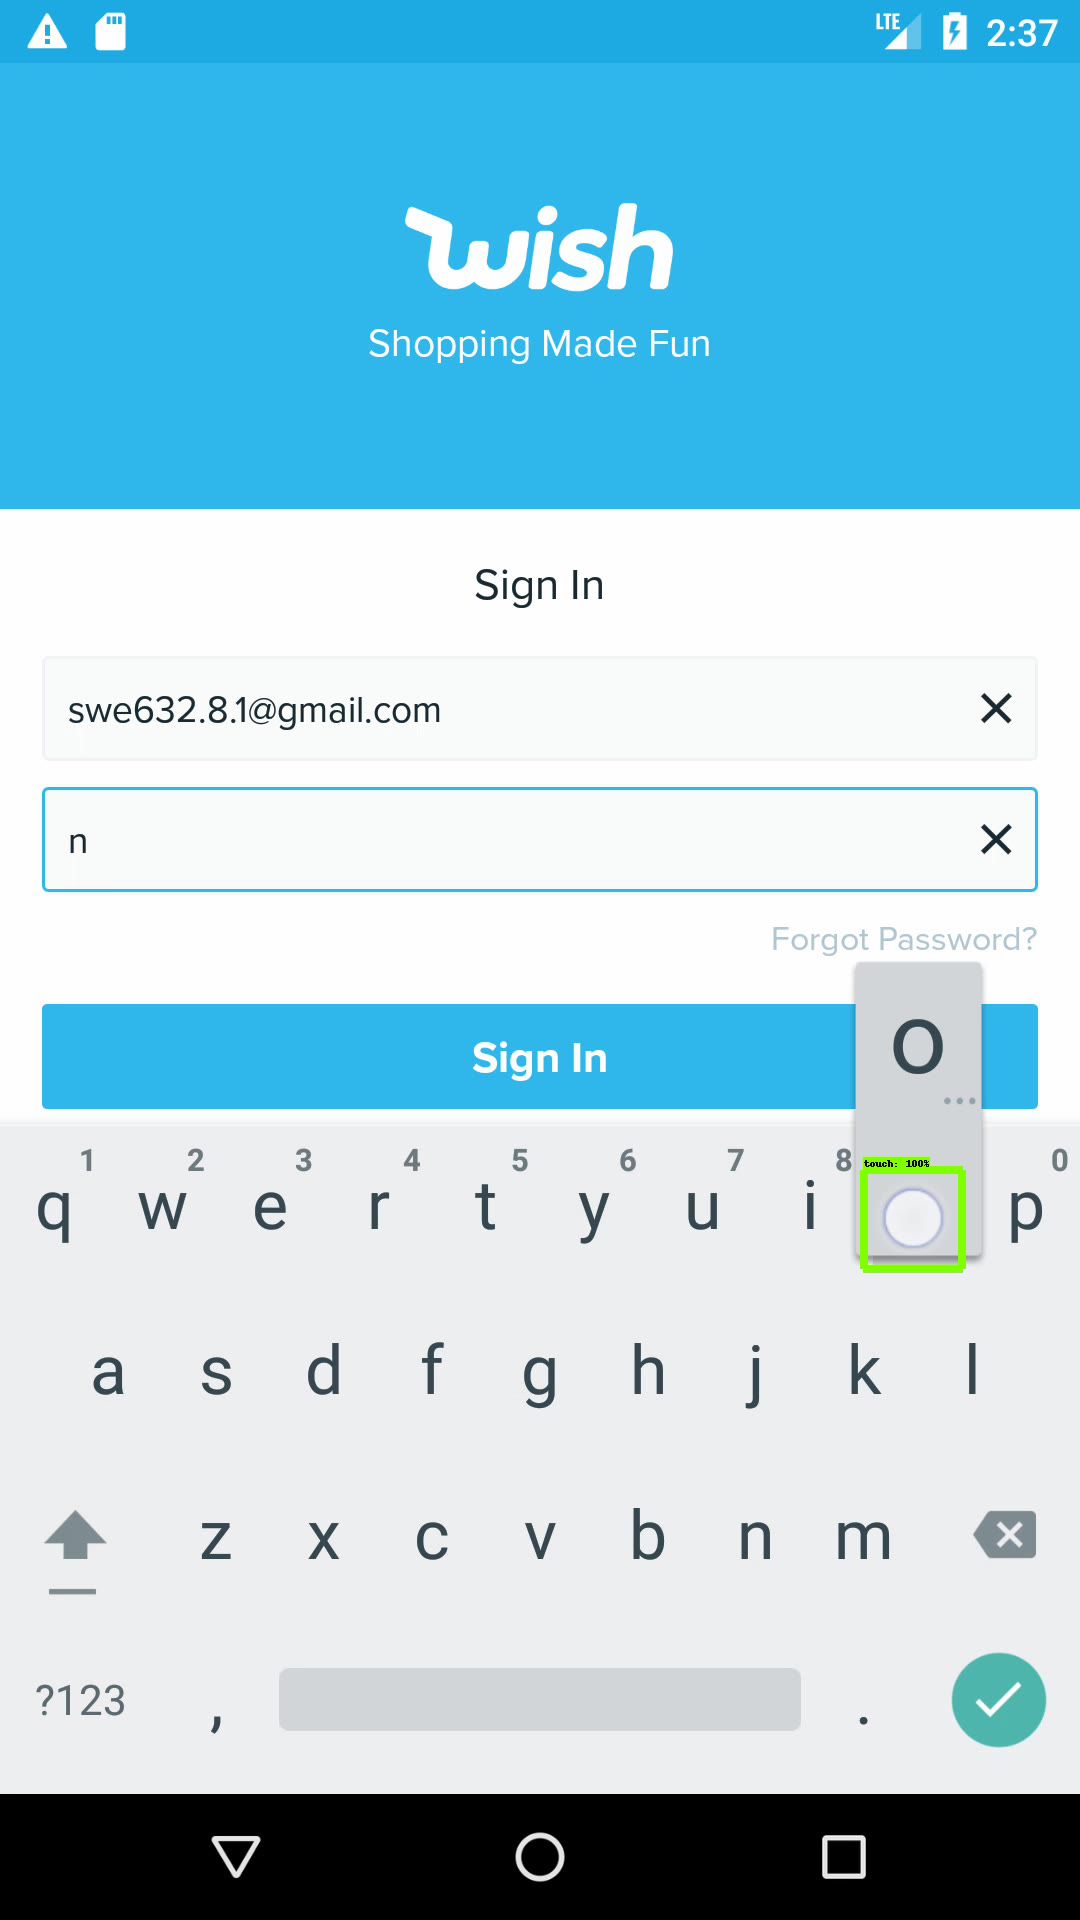 LTE 2:37
wish
Shopping Made Fun
Sign In
swe632.8.1@gmail.com
n
Forgot Password?
Sign In
o
...
1 2 3 4 5 6 7 8 0
touch: 100%
q w e r t y u i p
a s d f g h j k l
z x c v b n m
?123 , .